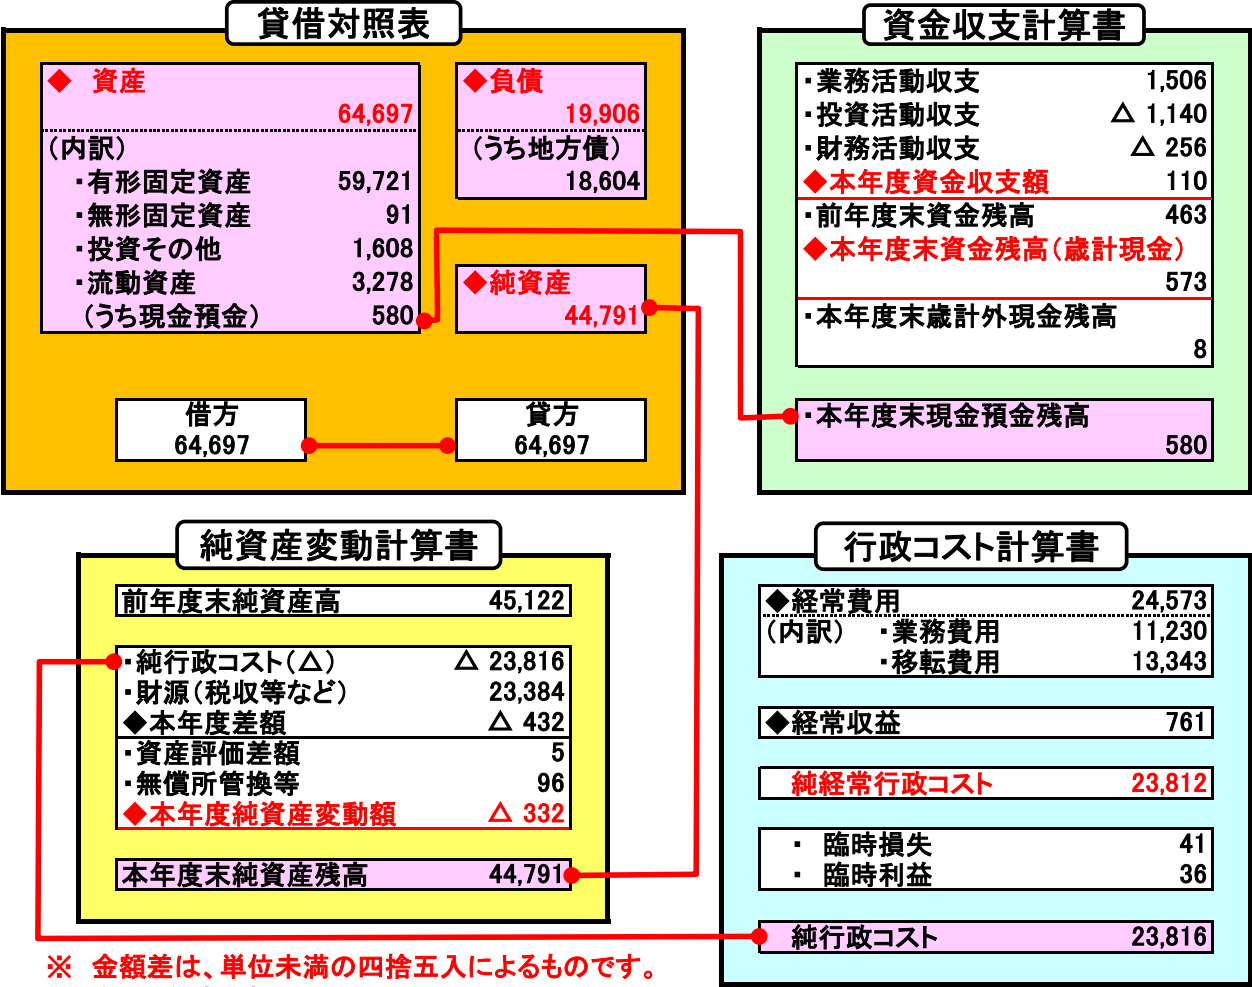 貸借対照表
◆ 資産
64,697
(内訳)
・有形固定資産 59,721
・無形固定資産 91
・投資その他 1,608
・流動資産 3,278
(うち現金預金) 580
◆負債
19,906
(うち地方債)
18,604
◆純資産
44,791
借方
64,697
貸方
64,697
資金収支計算書
・業務活動収支 1,506
・投資活動収支 △ 1,140
・財務活動収支 △ 256
◆本年度資金収支額 110
・前年度末資金残高 463
◆本年度末資金残高(歳計現金)
573
・本年度末歳計外現金残高
8
・本年度末現金預金残高
580
純資産変動計算書
前年度末純資産高 45,122
・純行政コスト(△) △ 23,816
・財源(税収等など) 23,384
◆本年度差額 △ 432
・資産評価差額 5
・無償所管換等 96
◆本年度純資産変動額 △ 332
本年度末純資産残高 44,791
行政コスト計算書
◆経常費用 24,573
(内訳) ・業務費用 11,230
・移転費用 13,343
◆経常収益 761
純経常行政コスト 23,812
・ 臨時損失 41
・ 臨時利益 36
純行政コスト 23,816
※ 金額差は、単位未満の四捨五入によるものです。